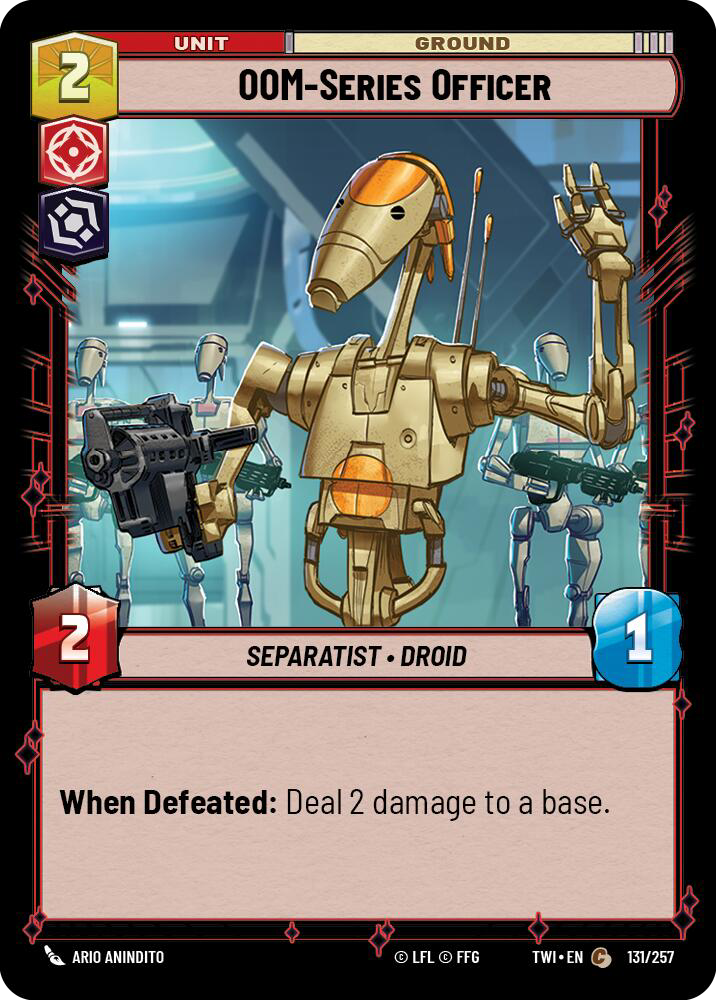 UNIT
GROUND
2
OOM-Series Officer
2
1
SEPARATIST • DROID
When Defeated: Deal 2 damage to a base.
ARIO ANINDITO
© LFL © FFG
TWI • EN
C
131/257